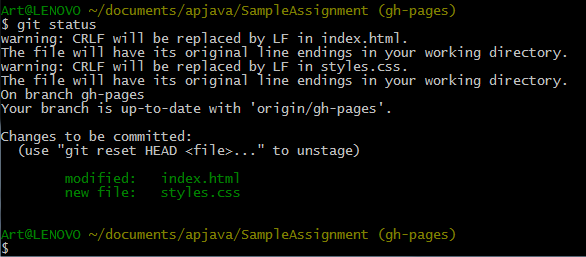 Art@LENOVO ~/documents/apjava/SampleAssignment (gh-pages)
$ git status
warning: CRLF will be replaced by LF in index.html.
The file will have its original line endings in your working directory.
warning: CRLF will be replaced by LF in styles.css.
The file will have its original line endings in your working directory.
On branch gh-pages
Your branch is up-to-date with 'origin/gh-pages'.
Changes to be committed:
  (use "git reset HEAD <file>..." to unstage)
        modified:   index.html
        new file:   styles.css
Art@LENOVO ~/documents/apjava/SampleAssignment (gh-pages)
$